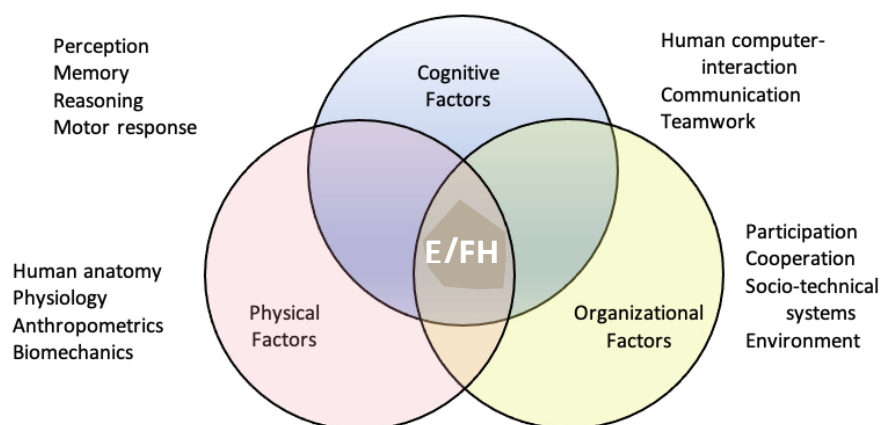 Perception
Memory
Reasoning
Motor response
Cognitive
Factors
Human computer-
interaction
Communication
Teamwork
Human anatomy
Physiology
Anthropometrics
Biomechanics
E/FH
Physical
Factors
Organizational
Factors
Participation
Cooperation
Socio-technical
systems
Environment